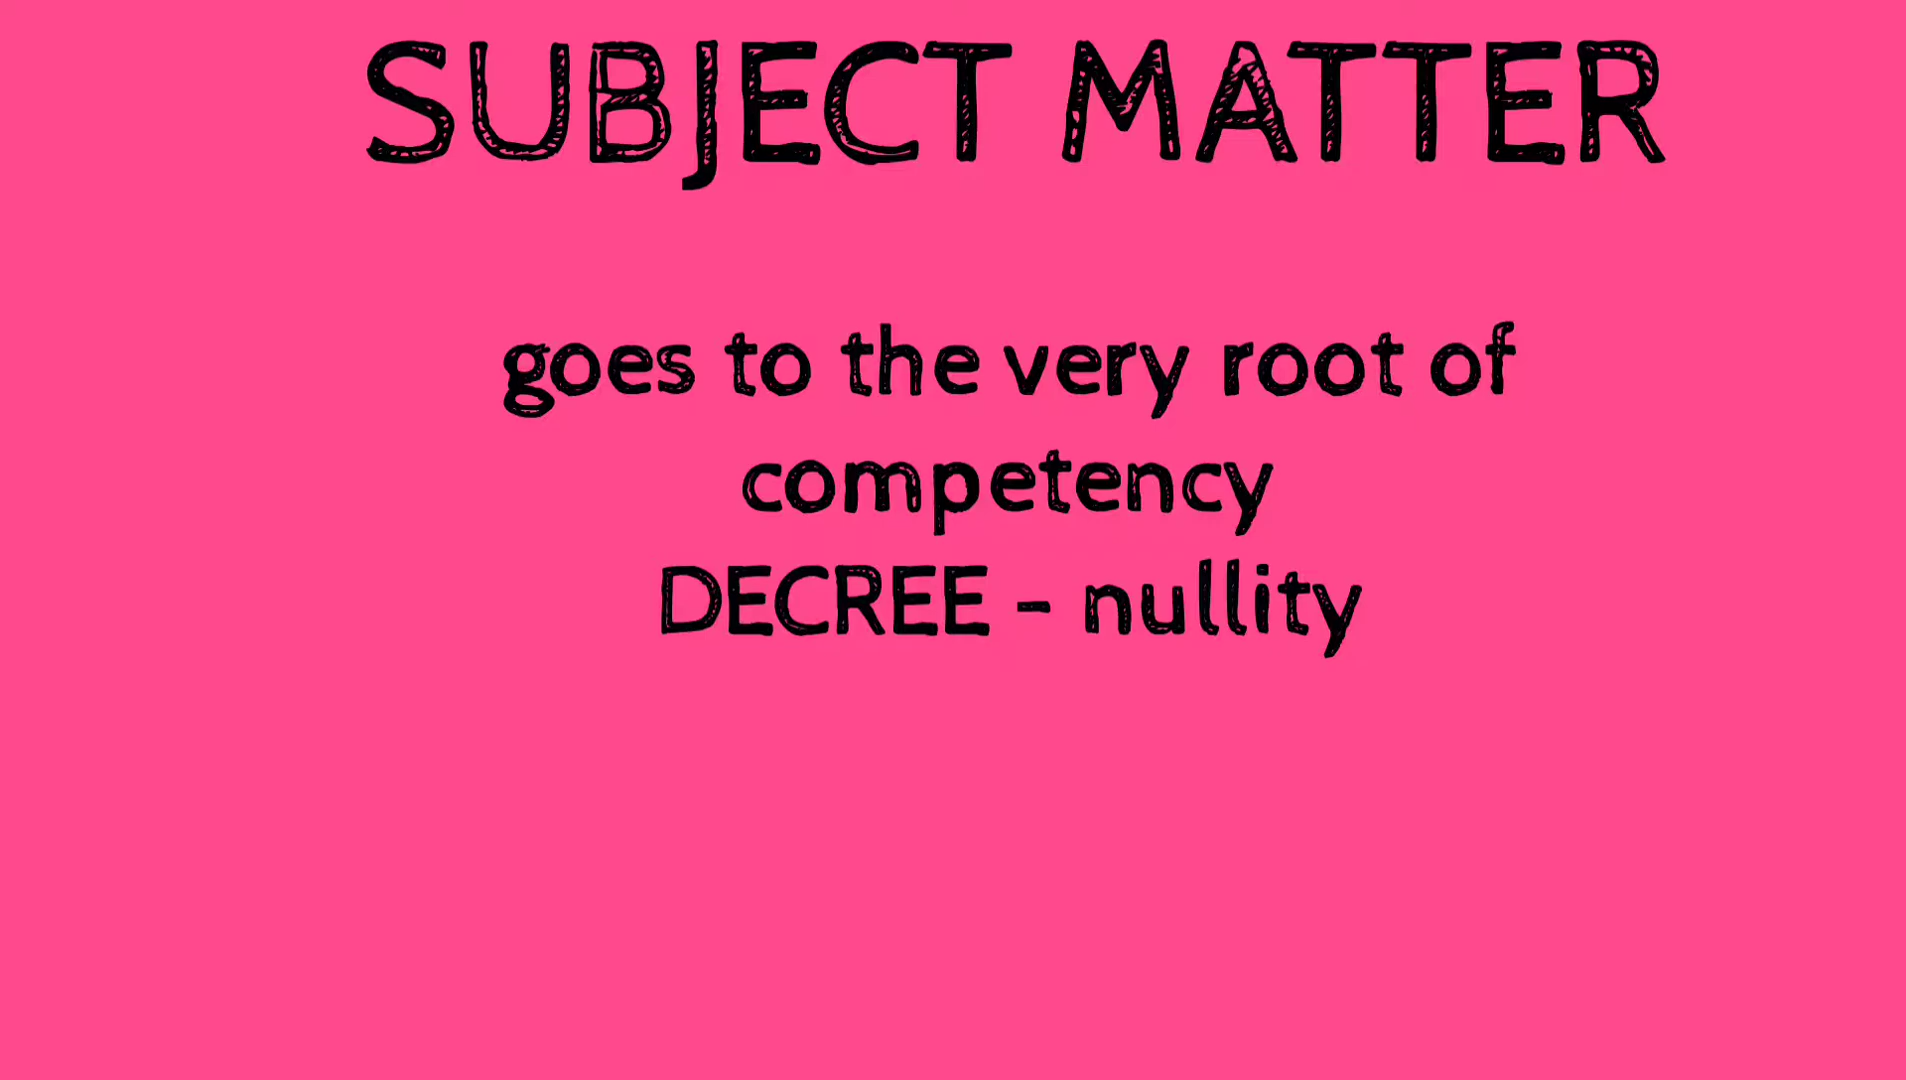 SUBJECT MATTER
goes to the very root of
competency
DECREE - nullity